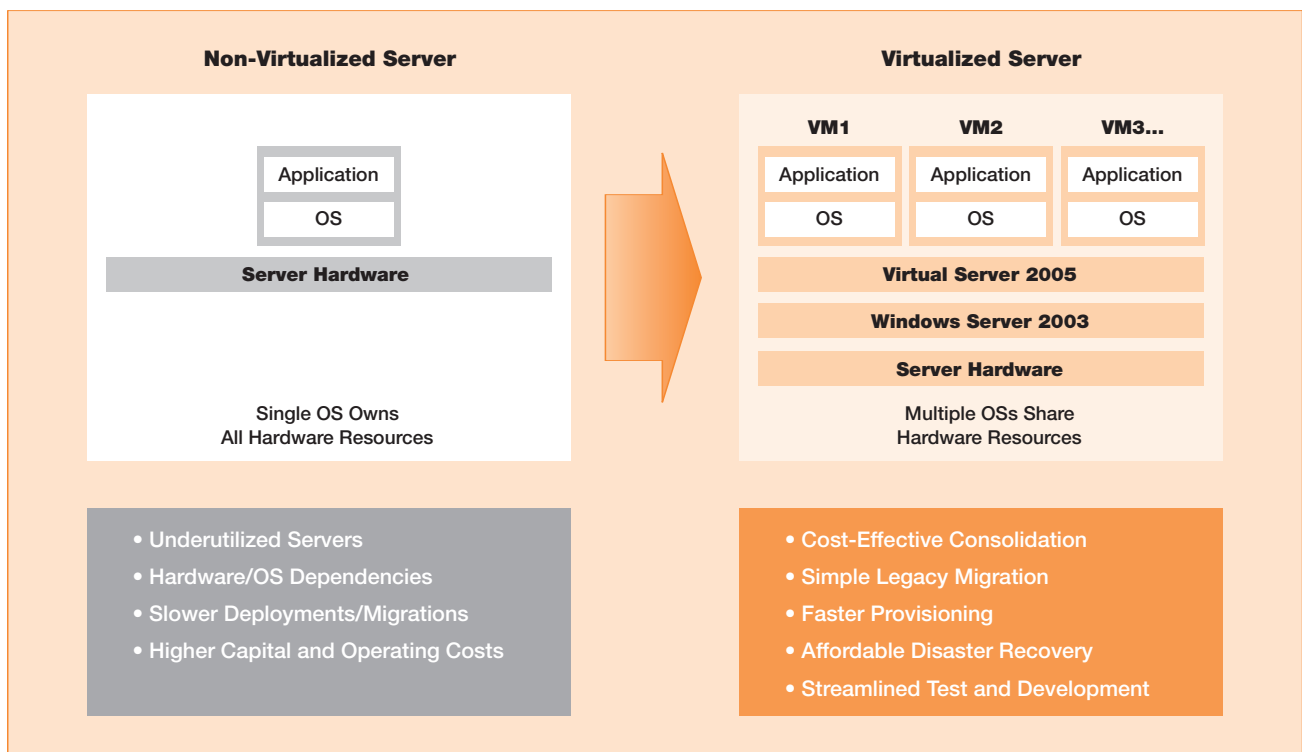 Non-Virtualized Server
Application
OS
Server Hardware
Single OS Owns
All Hardware Resources
• Underutilized Servers
• Hardware/OS Dependencies
• Slower Deployments/Migrations
• Higher Capital and Operating Costs
Virtualized Server
VM1 VM2 VM3...
Application Application Application
OS OS OS
Virtual Server 2005
Windows Server 2003
Server Hardware
Multiple OSs Share
Hardware Resources
• Cost-Effective Consolidation
• Simple Legacy Migration
• Faster Provisioning
• Affordable Disaster Recovery
• Streamlined Test and Development